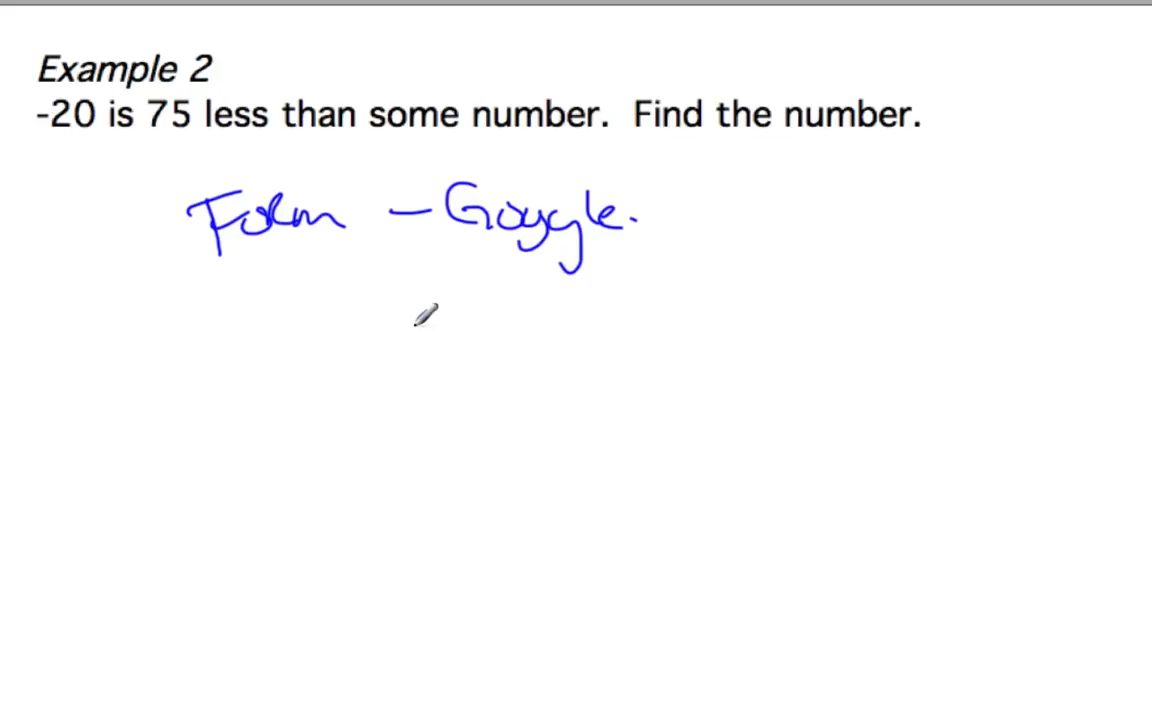 Example 2
-20 is 75 less than some number. Find the number.
Form - Google.